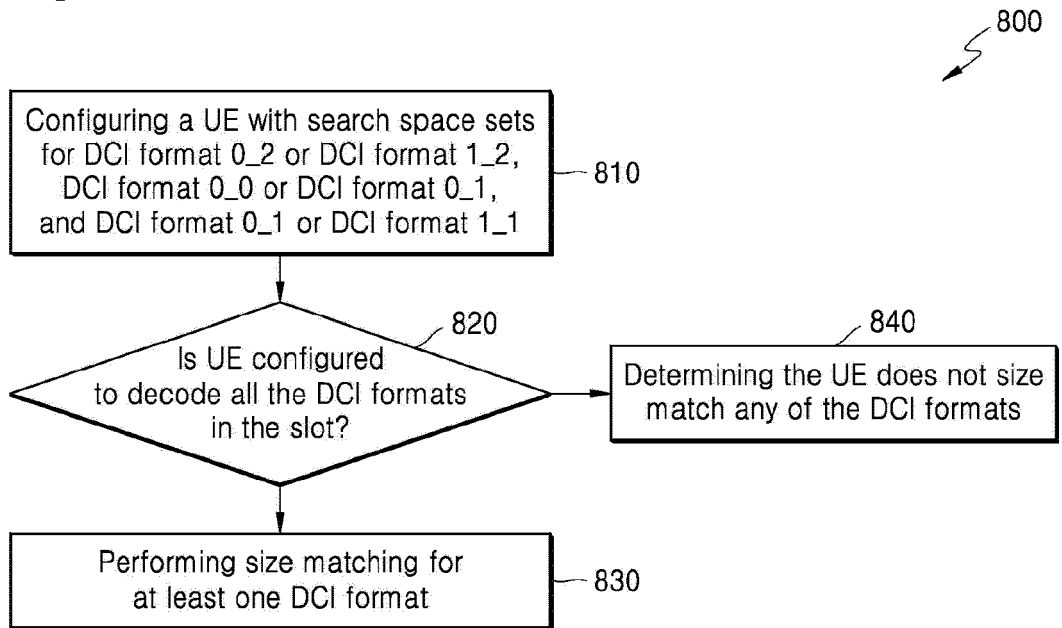 800
Configuring a UE with search space sets
for DCI format 0_2 or DCI format 1_2,
DCI format 0_0 or DCI format 0_1,
and DCI format 0_1 or DCI format 1_1
810
820
Is UE configured
to decode all the DCI formats
in the slot?
840
Determining the UE does not size
match any of the DCI formats
Performing size matching for
at least one DCI format
830